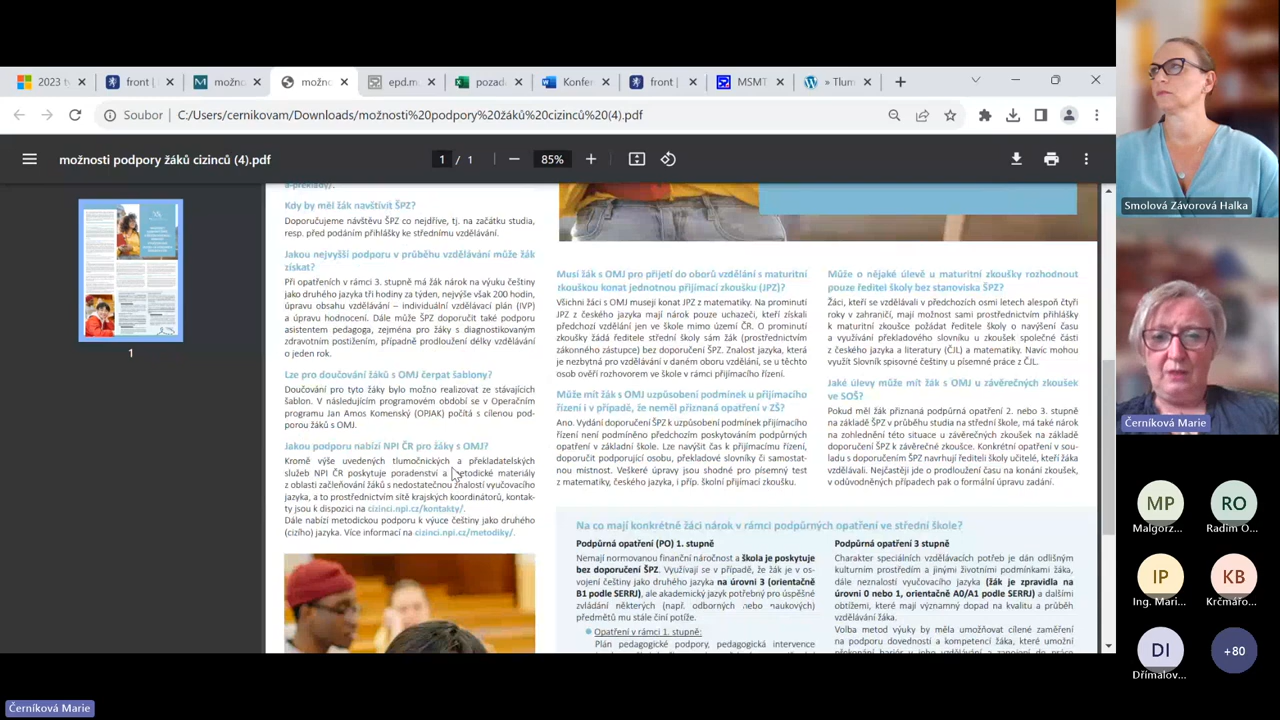 2023 t
front |
možno
možno
epd.m
pozad
Konfe
front |
MSMT
» Tlum
Soubor
C:/Users/cernikovam/Downloads/možnosti%20podpory%20žáků%20cizinců%20(4).pdf
možnosti podpory žáků cizinců (4).pdf
1 / 1
85%
1
a-preklady/.
Kdy by měl žák navštívit ŠPZ?
Doporučujeme návštěvu ŠPZ co nejdříve, tj. na začátku studia,
resp. před podáním přihlášky ke střednímu vzdělávání.
Jakou nejvyšší podporu v průběhu vzdělávání může žák
získat?
Při opatřeních v rámci 3. stupně má žák nárok na výuku češtiny
jako druhého jazyka tři hodiny za týden, nejvýše však 200 hodin,
úpravu obsahu vzdělávání – individuální vzdělávací plán (IVP)
a úpravu hodnocení. Dále může ŠPZ doporučit také podporu
asistentem pedagoga, zejména pro žáky s diagnostikovaným
zdravotním postižením, případně prodloužení délky vzdělávání
o jeden rok.
Lze pro doučování žáků s OMJ čerpat šablony?
Doučování pro tyto žáky bylo možno realizovat ze stávajících
šablon. V následujícím programovém období se v Operačním
programu Jan Amos Komenský (OPJAK) počítá s cílenou pod-
porou žáků s OMJ.
Jakou podporu nabízí NPI ČR pro žáky s OMJ?
Kromě výše uvedených tlumočnických a překladatelských
služeb NPI ČR poskytuje poradenství a metodické materiály
z oblasti začleňování žáků s nedostatečnou znalostí vyučovacího
jazyka, a to prostřednictvím sítě krajských koordinátorů, kontak-
ty jsou k dispozici na cizinci.npi.cz/kontakty/.
Dále nabízí metodickou podporu k výuce češtiny jako druhého
(cizího) jazyka. Více informací na cizinci.npi.cz/metodiky/.
Musí žák s OMJ pro přijetí do oborů vzdělání s maturitní
zkouškou konat jednotnou přijímací zkoušku (JPZ)?
Všichni žáci s OMJ musejí konat JPZ z matematiky. Na prominutí
JPZ z českého jazyka mají nárok pouze uchazeči, kteří získali
předchozí vzdělání jen ve škole mimo území ČR. O prominutí
zkoušky žádá ředitele střední školy sám žák (prostřednictvím
zákonného zástupce) bez doporučení ŠPZ. Znalost jazyka, která
je nezbytná pro vzdělávání v daném oboru vzdělání, se u těchto
osob ověří rozhovorem ve škole v rámci přijímacího řízení.
Může mít žák s OMJ uzpůsobení podmínek u přijímacího
řízení i v případě, že neměl přiznaná opatření v ZŠ?
Ano. Vydání doporučení ŠPZ k uzpůsobení podmínek přijímacího
řízení není podmíněno předchozím poskytováním podpůrných
opatření v základní škole. Lze navýšit čas k přijímacímu řízení,
doporučit podporující osobu, překladové slovníky či samostat-
nou místnost. Veškeré úpravy jsou shodné pro písemný test
z matematiky, českého jazyka, i příp. školní přijímací zkoušku.
Může o nějaké úlevě u maturitní zkoušky rozhodnout
pouze ředitel školy bez stanoviska ŠPZ?
Žáci, kteří se vzdělávali v předchozích osmi letech alespoň čtyři
roky v zahraničí, mají možnost sami prostřednictvím přihlášky
k maturitní zkoušce požádat ředitele školy o navýšení času
a využívání překladového slovníku u zkoušek společné části
z českého jazyka a literatury (ČJL) a matematiky. Navíc mohou
využít Slovník spisovné češtiny u písemné práce z ČJL.
Jaké úlevy může mít žák s OMJ u závěrečných zkoušek
ve SOŠ?
Pokud měl žák přiznaná podpůrná opatření 2. nebo 3. stupně
na základě ŠPZ v průběhu studia na střední škole, má také nárok
na zohlednění této situace u závěrečných zkoušek na základě
doporučení ŠPZ k závěrečné zkoušce. Konkrétní opatření v sou-
ladu s doporučením ŠPZ navrhují řediteli školy učitelé, kteří žáka
vzdělávali. Nejčastěji jde o prodloužení času na konání zkoušek,
v odůvodněných případech pak o formální úpravu zadání.
Na co mají konkrétně žáci nárok v rámci podpůrných opatření ve střední škole?
Podpůrná opatření (PO) 1. stupně
Nemají normovanou finanční náročnost a škola je poskytuje
bez doporučení ŠPZ. Využívají se v případě, že žák je v os-
vojení češtiny jako druhého jazyka na úrovni 3 (orientačně
B1 podle SERRJ), ale akademický jazyk potřebný pro úspěšné
zvládání některých (např. odborných nebo naukových)
předmětů mu stále činí potíže.
Opatření v rámci 1. stupně:
Plán pedagogické podpory, pedagogická intervence
Podpůrná opatření 3 stupně
Charakter speciálních vzdělávacích potřeb je dán odlišným
kulturním prostředím a jinými životními podmínkami žáka,
dále neznalostí vyučovacího jazyka (žák je zpravidla na
úrovni 0 nebo 1, orientačně A0/A1 podle SERRJ) a dalšími
obtížemi, které mají významný dopad na kvalitu a průběh
vzdělávání žáka.
Volba metod výuky by měla umožňovat cílené zaměření
na podporu dovedností a kompetencí žáka, které umožní
Smolová Závorová Halka
Černíková Marie
MP
Malgorz...
RO
Radim O...
IP
Ing. Mari...
KB
Krčmářo...
DI
Dřímalov...
+80
Černíková Marie